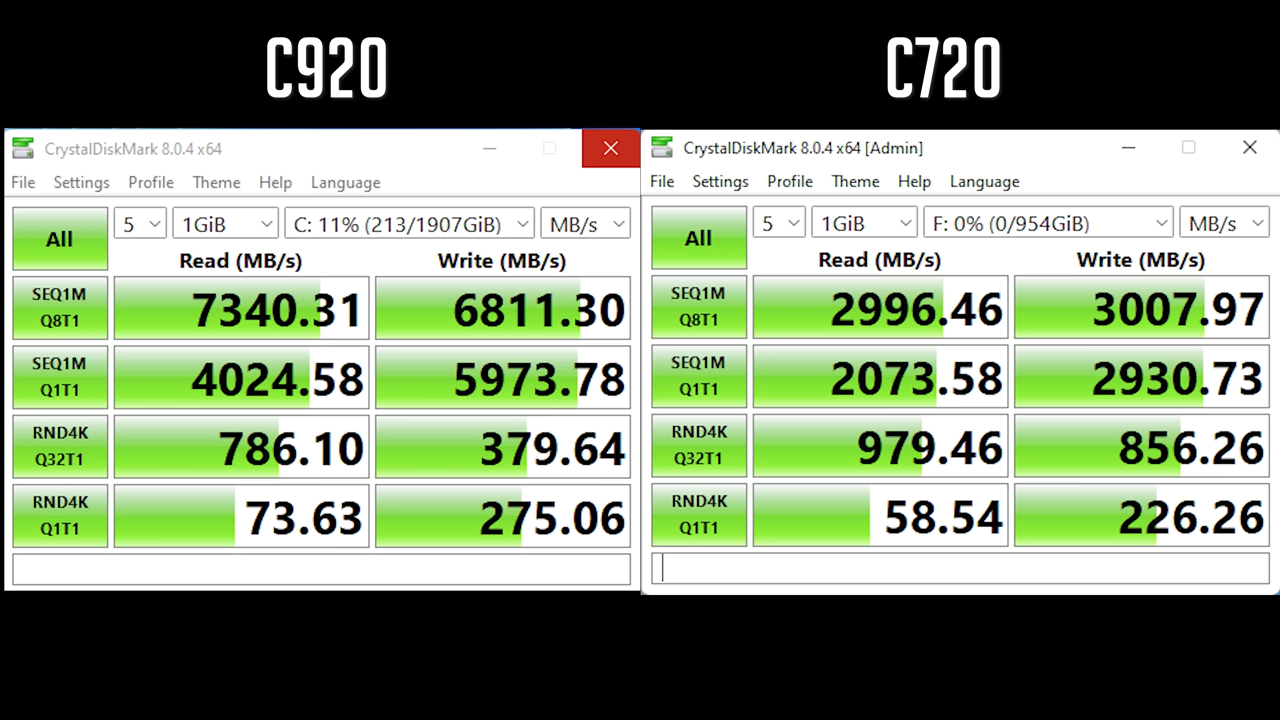 C920
C720
CrystalDiskMark 8.0.4 x64
File Settings Profile Theme Help Language
All
5 1GiB C: 11% (213/1907GiB) MB/s
Read (MB/s) Write (MB/s)
SEQ1M
Q8T1
7340.31 6811.30
SEQ1M
Q1T1
4024.58 5973.78
RND4K
Q32T1
786.10 379.64
RND4K
Q1T1
73.63 275.06
CrystalDiskMark 8.0.4 x64 [Admin]
File Settings Profile Theme Help Language
All
5 1GiB F: 0% (0/954GiB) MB/s
Read (MB/s) Write (MB/s)
SEQ1M
Q8T1
2996.46 3007.97
SEQ1M
Q1T1
2073.58 2930.73
RND4K
Q32T1
979.46 856.26
RND4K
Q1T1
58.54 226.26